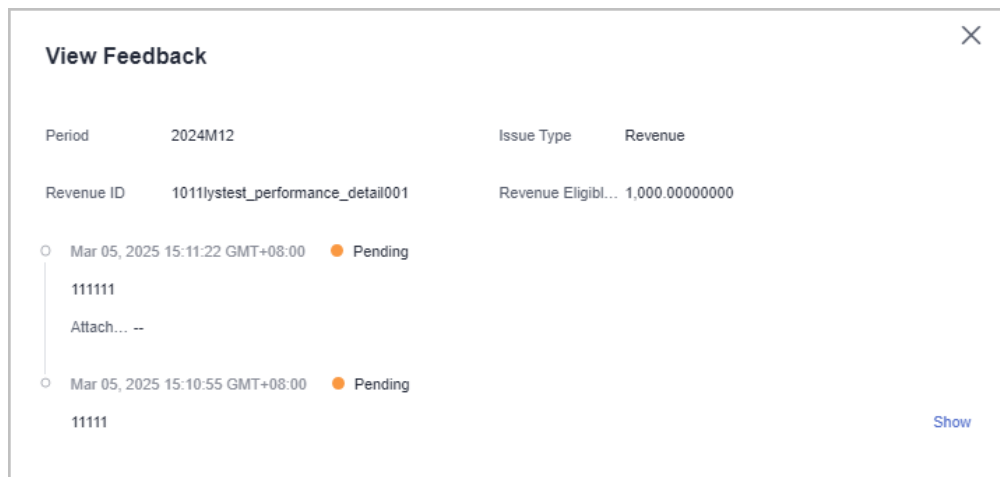 View Feedback
Period 2024M12 Issue Type Revenue
Revenue ID 1011lystest_performance_detail001 Revenue Eligibl... 1,000.00000000
Mar 05, 2025 15:11:22 GMT+08:00 Pending
111111
Attach... --
Mar 05, 2025 15:10:55 GMT+08:00 Pending
11111 Show